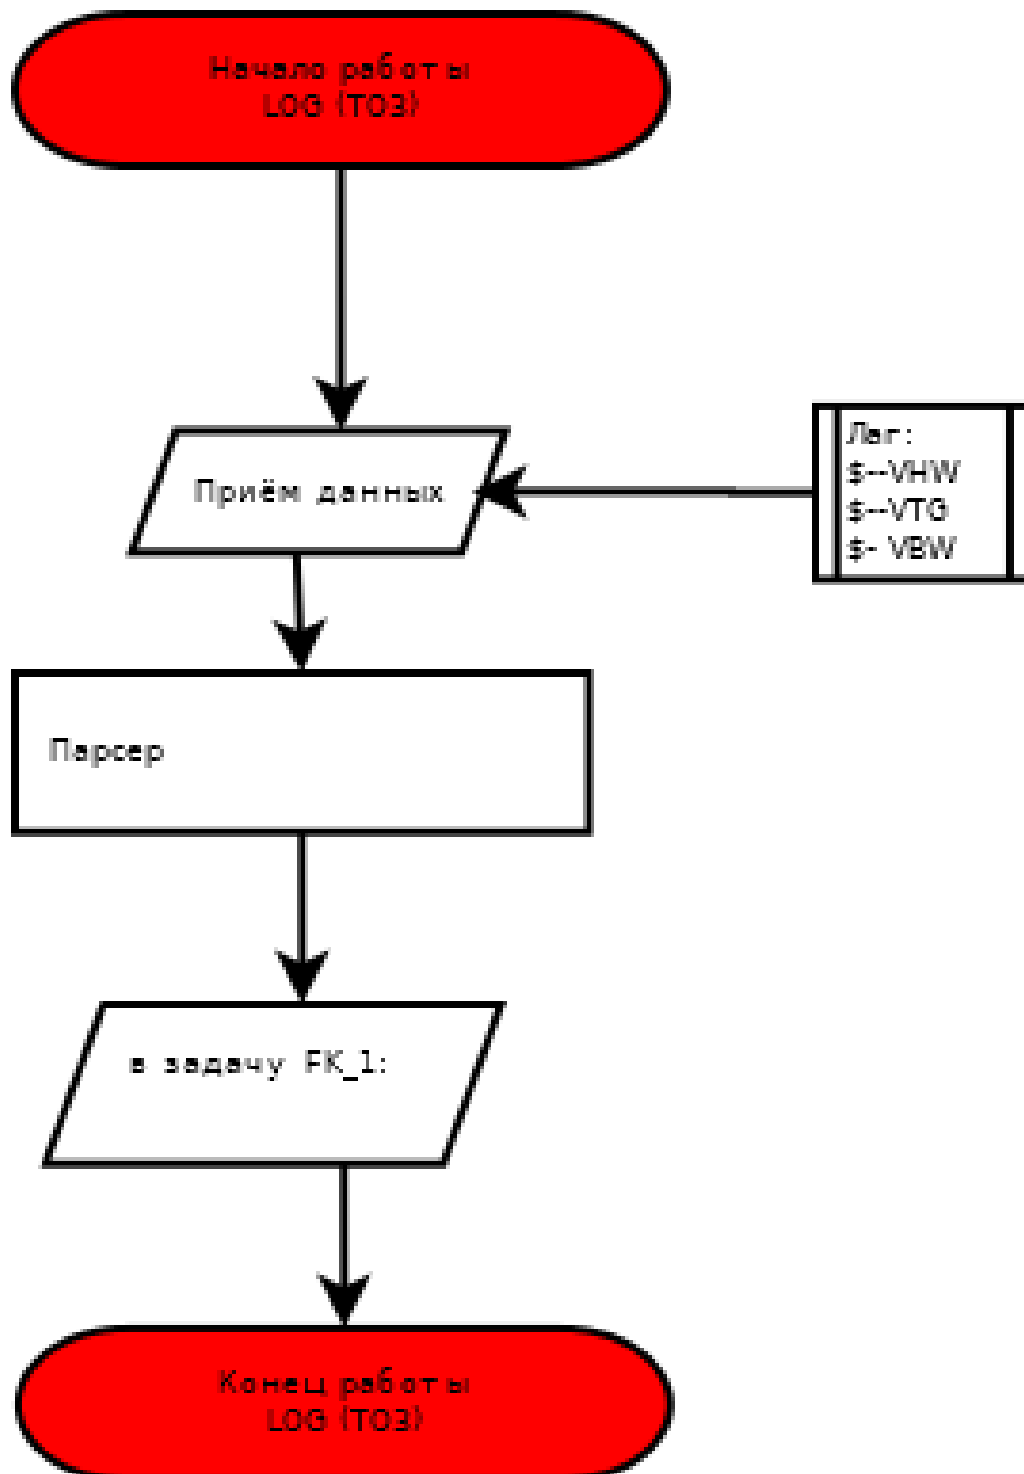 Начало работы
LOG (ТОЗ)
Приём данных
Лаг:
$--VHW
$--VTG
$- VBW
Парсер
в задачу FK_1:
Конец работы
LOG (ТОЗ)